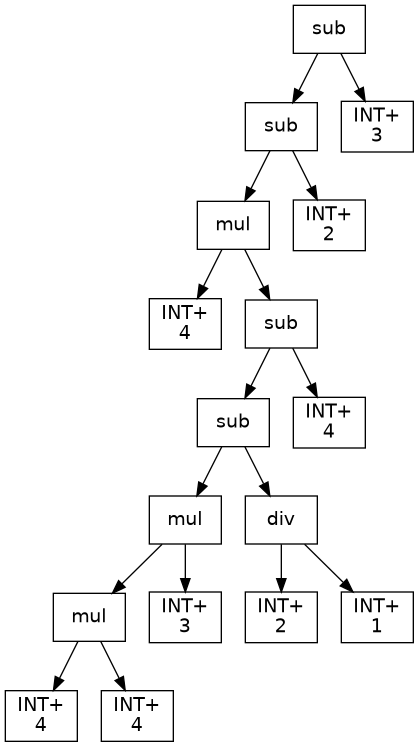 sub
sub
INT+
3
mul
INT+
2
INT+
4
sub
sub
INT+
4
mul
div
mul
INT+
3
INT+
2
INT+
1
INT+
4
INT+
4